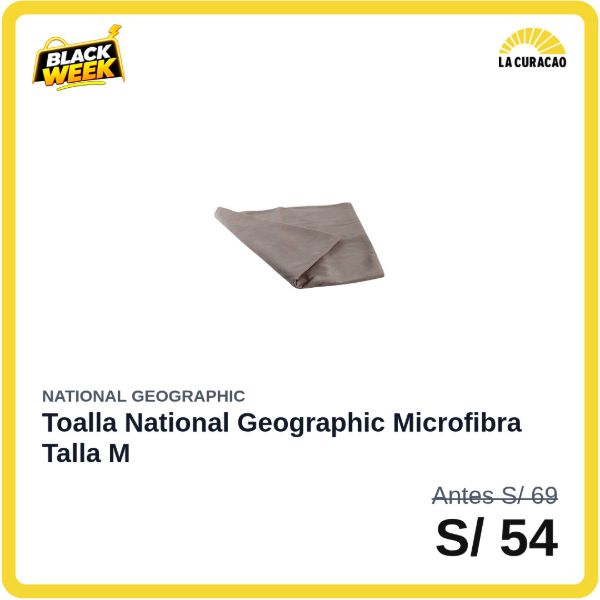 BLACK
WEEK
LA CURACAO
NATIONAL GEOGRAPHIC
Toalla National Geographic Microfibra
Talla M
Antes S/ 69
S/ 54